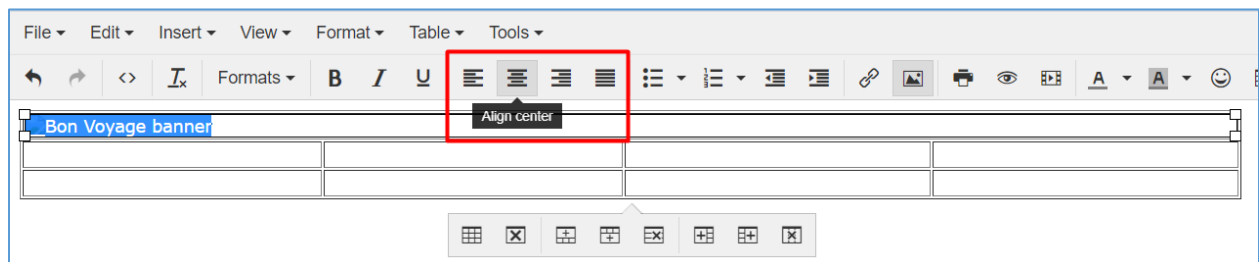 File Edit Insert View Format Table Tools
Formats B I U A A
Align center
Bon Voyage banner